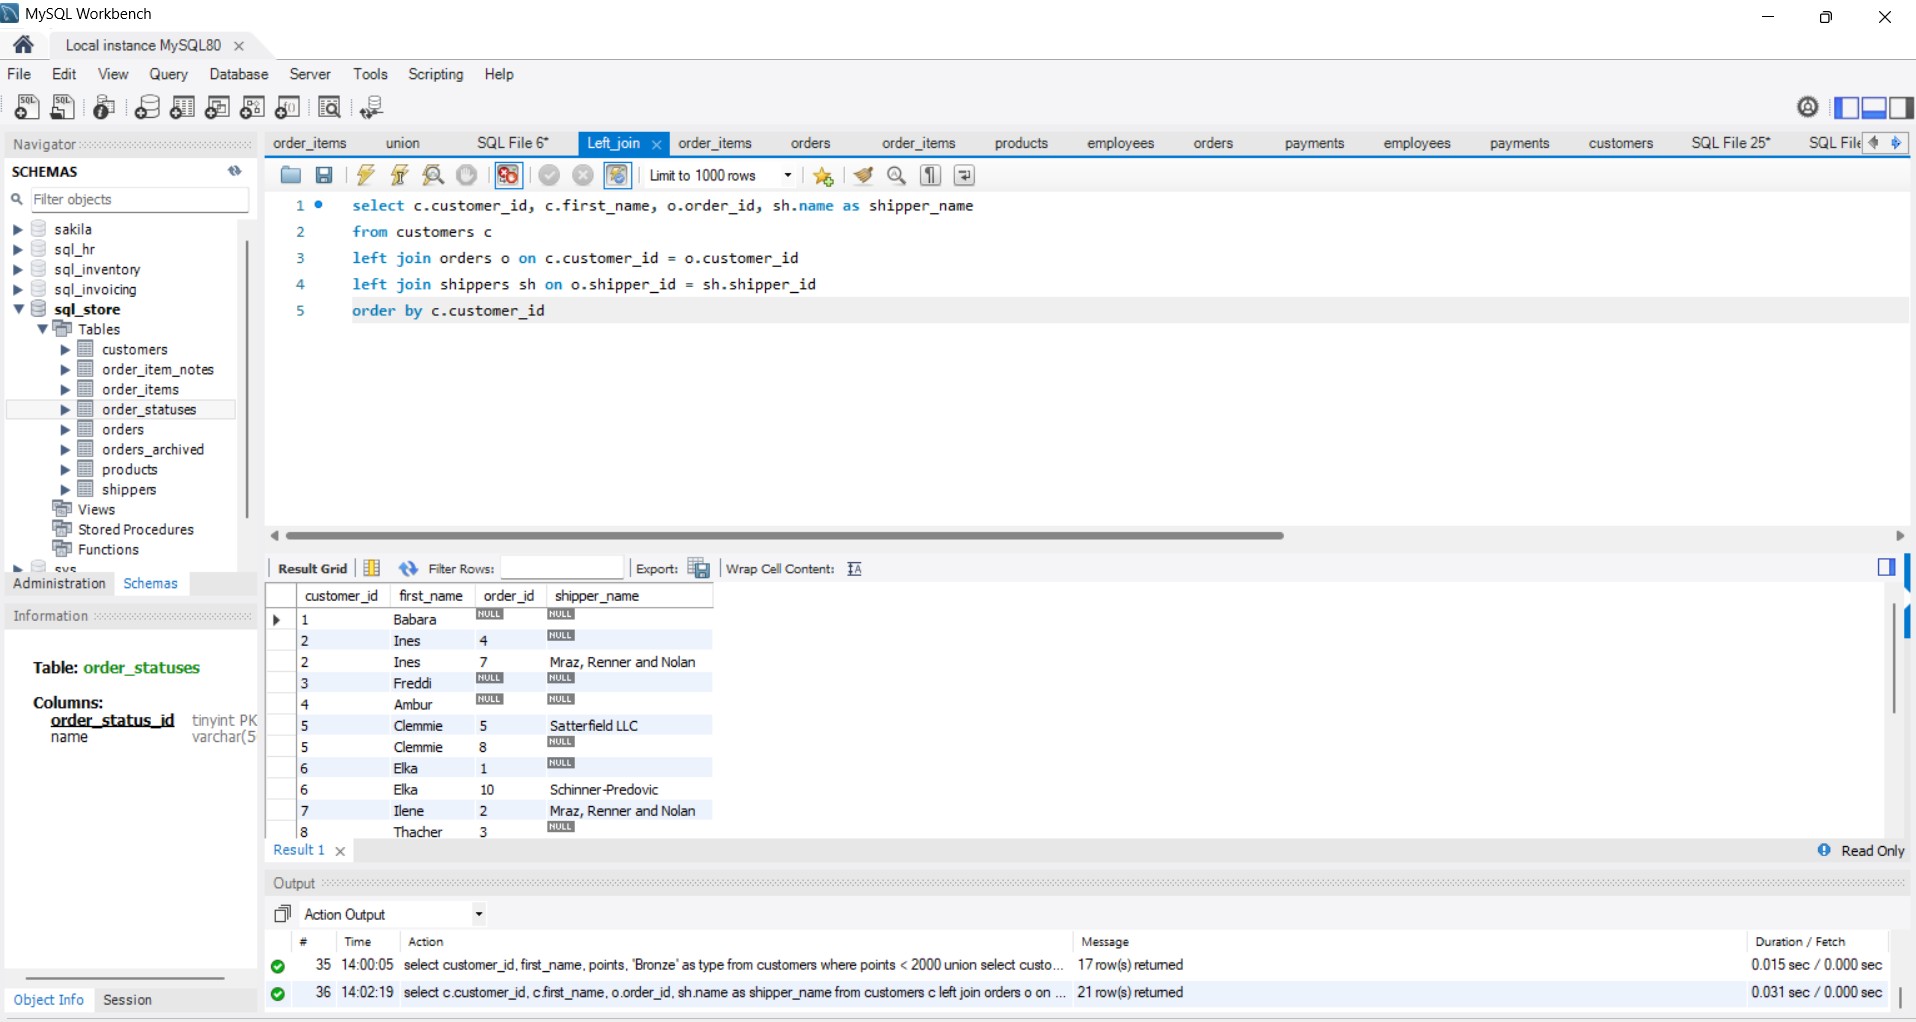 MySQL Workbench
Local instance MySQL80
File Edit View Query Database Server Tools Scripting Help
Navigator
SCHEMAS
Filter objects
sakila
sql_hr
sql_inventory
sql_invoicing
sql_store
Tables
customers
order_item_notes
order_items
order_statuses
orders
orders_archived
products
shippers
Views
Stored Procedures
Functions
sys
Administration Schemas
Information
Table: order_statuses
Columns:
order_status_id tinyint PK
name varchar(5
Object Info Session
order_items union SQL File 6* Left_join order_items orders order_items products employees orders payments employees payments customers SQL File 25* SQL File
Limit to 1000 rows
1 select c.customer_id, c.first_name, o.order_id, sh.name as shipper_name
2 from customers c
3 left join orders o on c.customer_id = o.customer_id
4 left join shippers sh on o.shipper_id = sh.shipper_id
5 order by c.customer_id
Result Grid Filter Rows: Export: Wrap Cell Content:
customer_id first_name order_id shipper_name
1 Babara NULL NULL
2 Ines 4 NULL
2 Ines 7 Mraz, Renner and Nolan
3 Freddi NULL NULL
4 Ambur NULL NULL
5 Clemmie 5 Satterfield LLC
5 Clemmie 8 NULL
6 Elka 1 NULL
6 Elka 10 Schinner-Predovic
7 Ilene 2 Mraz, Renner and Nolan
8 Thacher 3 NULL
Result 1 Read Only
Output
Action Output
# Time Action Message Duration / Fetch
35 14:00:05 select customer_id, first_name, points, 'Bronze' as type from customers where points < 2000 union select custo... 17 row(s) returned 0.015 sec / 0.000 sec
36 14:02:19 select c.customer_id, c.first_name, o.order_id, sh.name as shipper_name from customers c left join orders o on ... 21 row(s) returned 0.031 sec / 0.000 sec